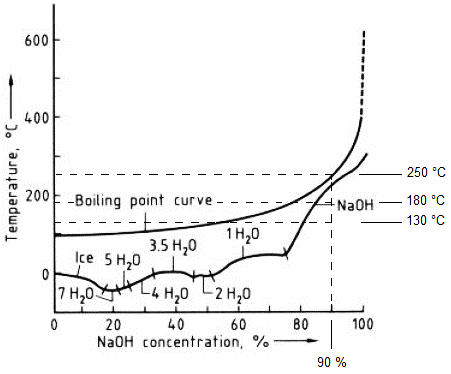 600
400
200
0
Temperature, °C
250 °C
180 °C
130 °C
Boiling point curve
NaOH
Ice
7 H₂O
5 H₂O
4 H₂O
3.5 H₂O
2 H₂O
1 H₂O
0 20 40 60 80 100
NaOH concentration, %
90 %